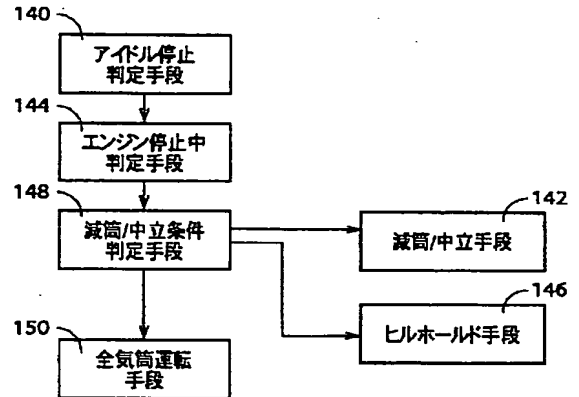 140
アイドル停止
判定手段
144
エンジン停止中
判定手段
148
減筒/中立条件
判定手段
142
減筒/中立手段
146
ヒルホールド手段
150
全気筒運転
手段